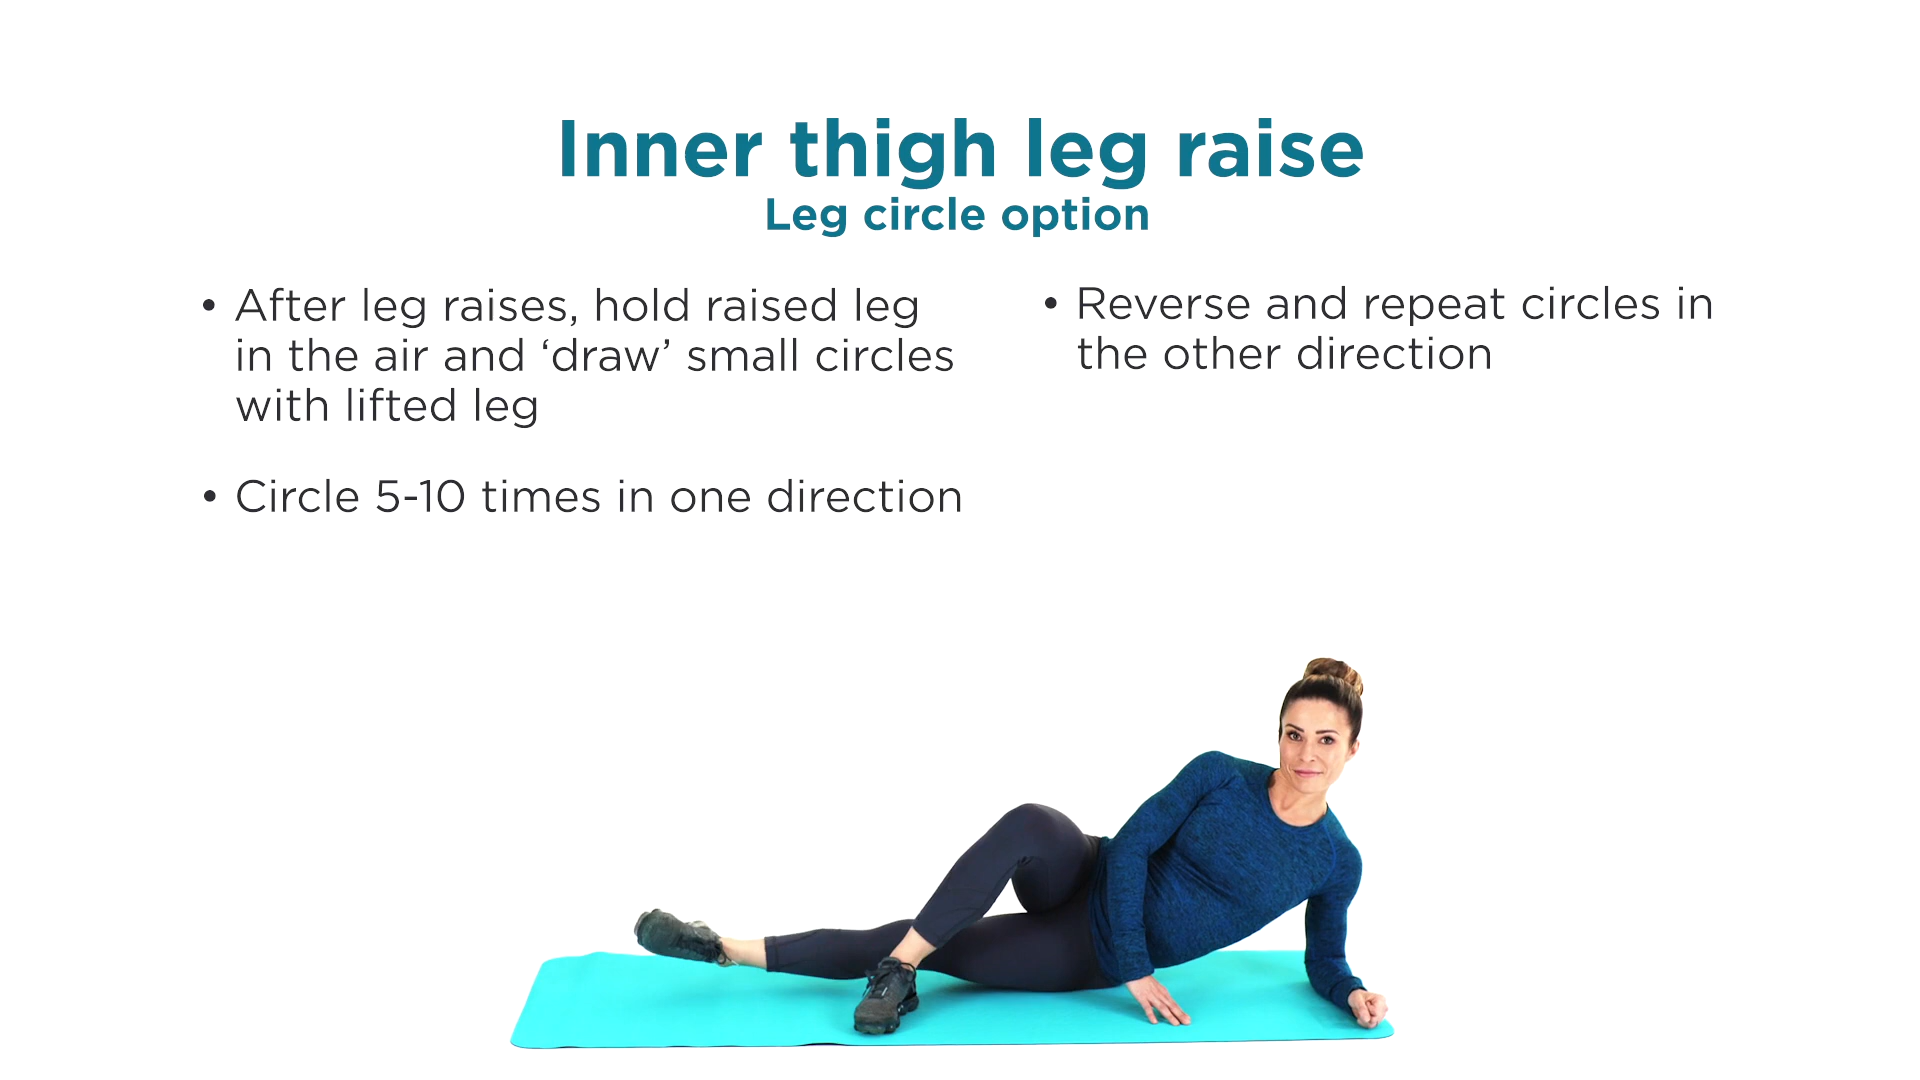 Inner thigh leg raise
Leg circle option
• After leg raises, hold raised leg
in the air and ‘draw’ small circles
with lifted leg
• Circle 5-10 times in one direction
• Reverse and repeat circles in
the other direction